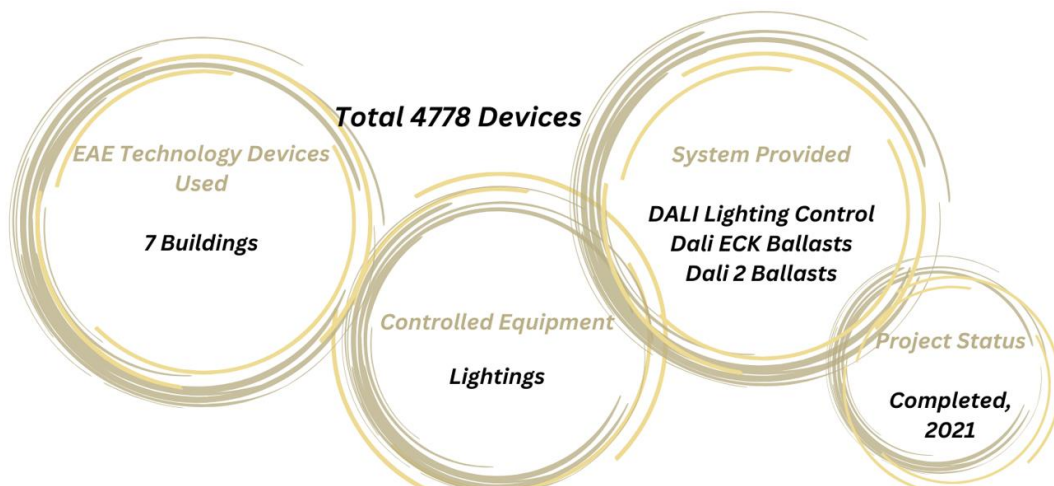 Total 4778 Devices
EAE Technology Devices
Used
7 Buildings
Controlled Equipment
Lightings
System Provided
DALI Lighting Control
Dali ECK Ballasts
Dali 2 Ballasts
Project Status
Completed,
2021